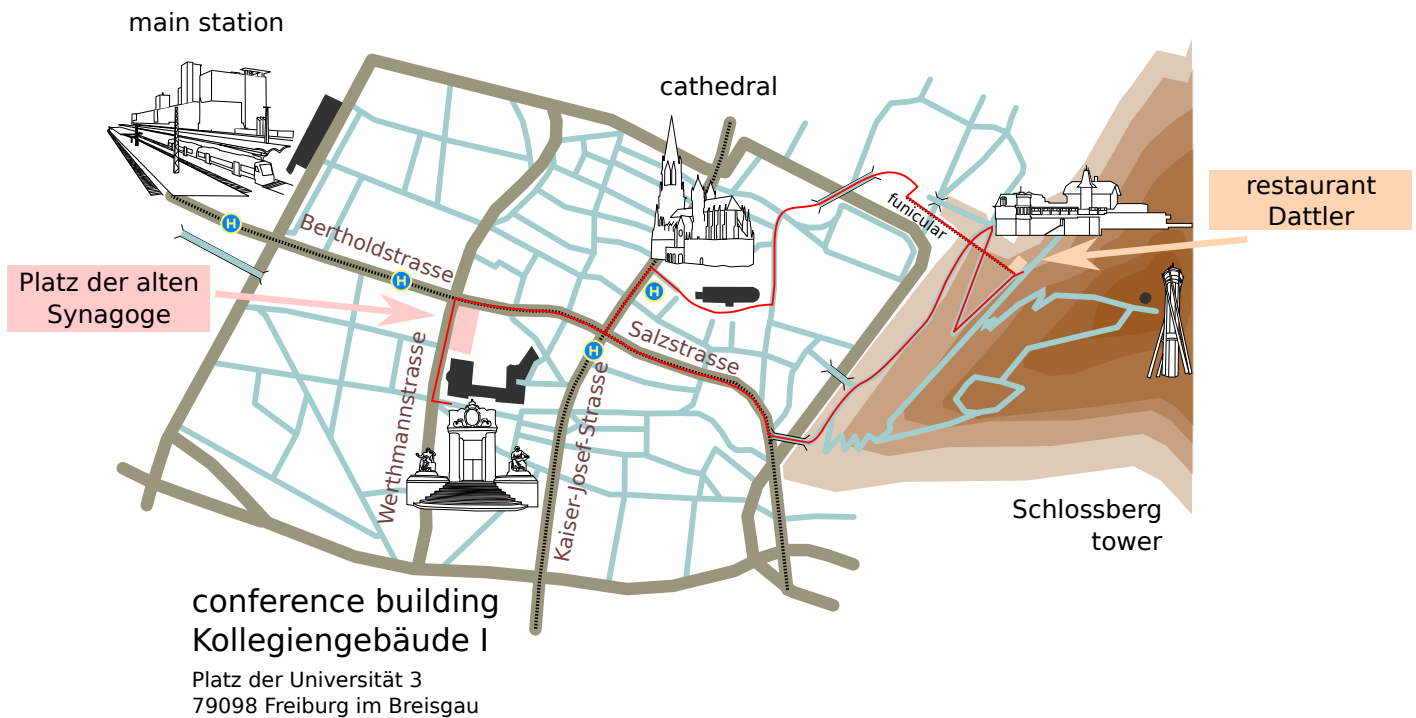 main station
cathedral
restaurant
Dattler
funicular
Bertholdstrasse
H
H
H
H
Platz der alten
Synagoge
Salzstrasse
Werthmannstrasse
Kaiser-Josef-Strasse
Schlossberg
tower
conference building
Kollegiengebäude I
Platz der Universität 3
79098 Freiburg im Breisgau